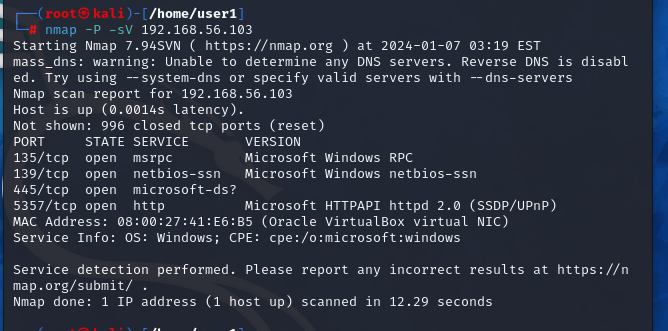 ┌──(root㉿kali)-[/home/user1]
└─# nmap -P -sV 192.168.56.103
Starting Nmap 7.94SVN ( https://nmap.org ) at 2024-01-07 03:19 EST
mass_dns: warning: Unable to determine any DNS servers. Reverse DNS is disabl
ed. Try using --system-dns or specify valid servers with --dns-servers
Nmap scan report for 192.168.56.103
Host is up (0.0014s latency).
Not shown: 996 closed tcp ports (reset)
PORT     STATE SERVICE       VERSION
135/tcp  open  msrpc         Microsoft Windows RPC
139/tcp  open  netbios-ssn   Microsoft Windows netbios-ssn
445/tcp  open  microsoft-ds?
5357/tcp open  http          Microsoft HTTPAPI httpd 2.0 (SSDP/UPnP)
MAC Address: 08:00:27:41:E6:B5 (Oracle VirtualBox virtual NIC)
Service Info: OS: Windows; CPE: cpe:/o:microsoft:windows

Service detection performed. Please report any incorrect results at https://n
map.org/submit/ .
Nmap done: 1 IP address (1 host up) scanned in 12.29 seconds

┌──(root㉿kali)-[/home/user1]